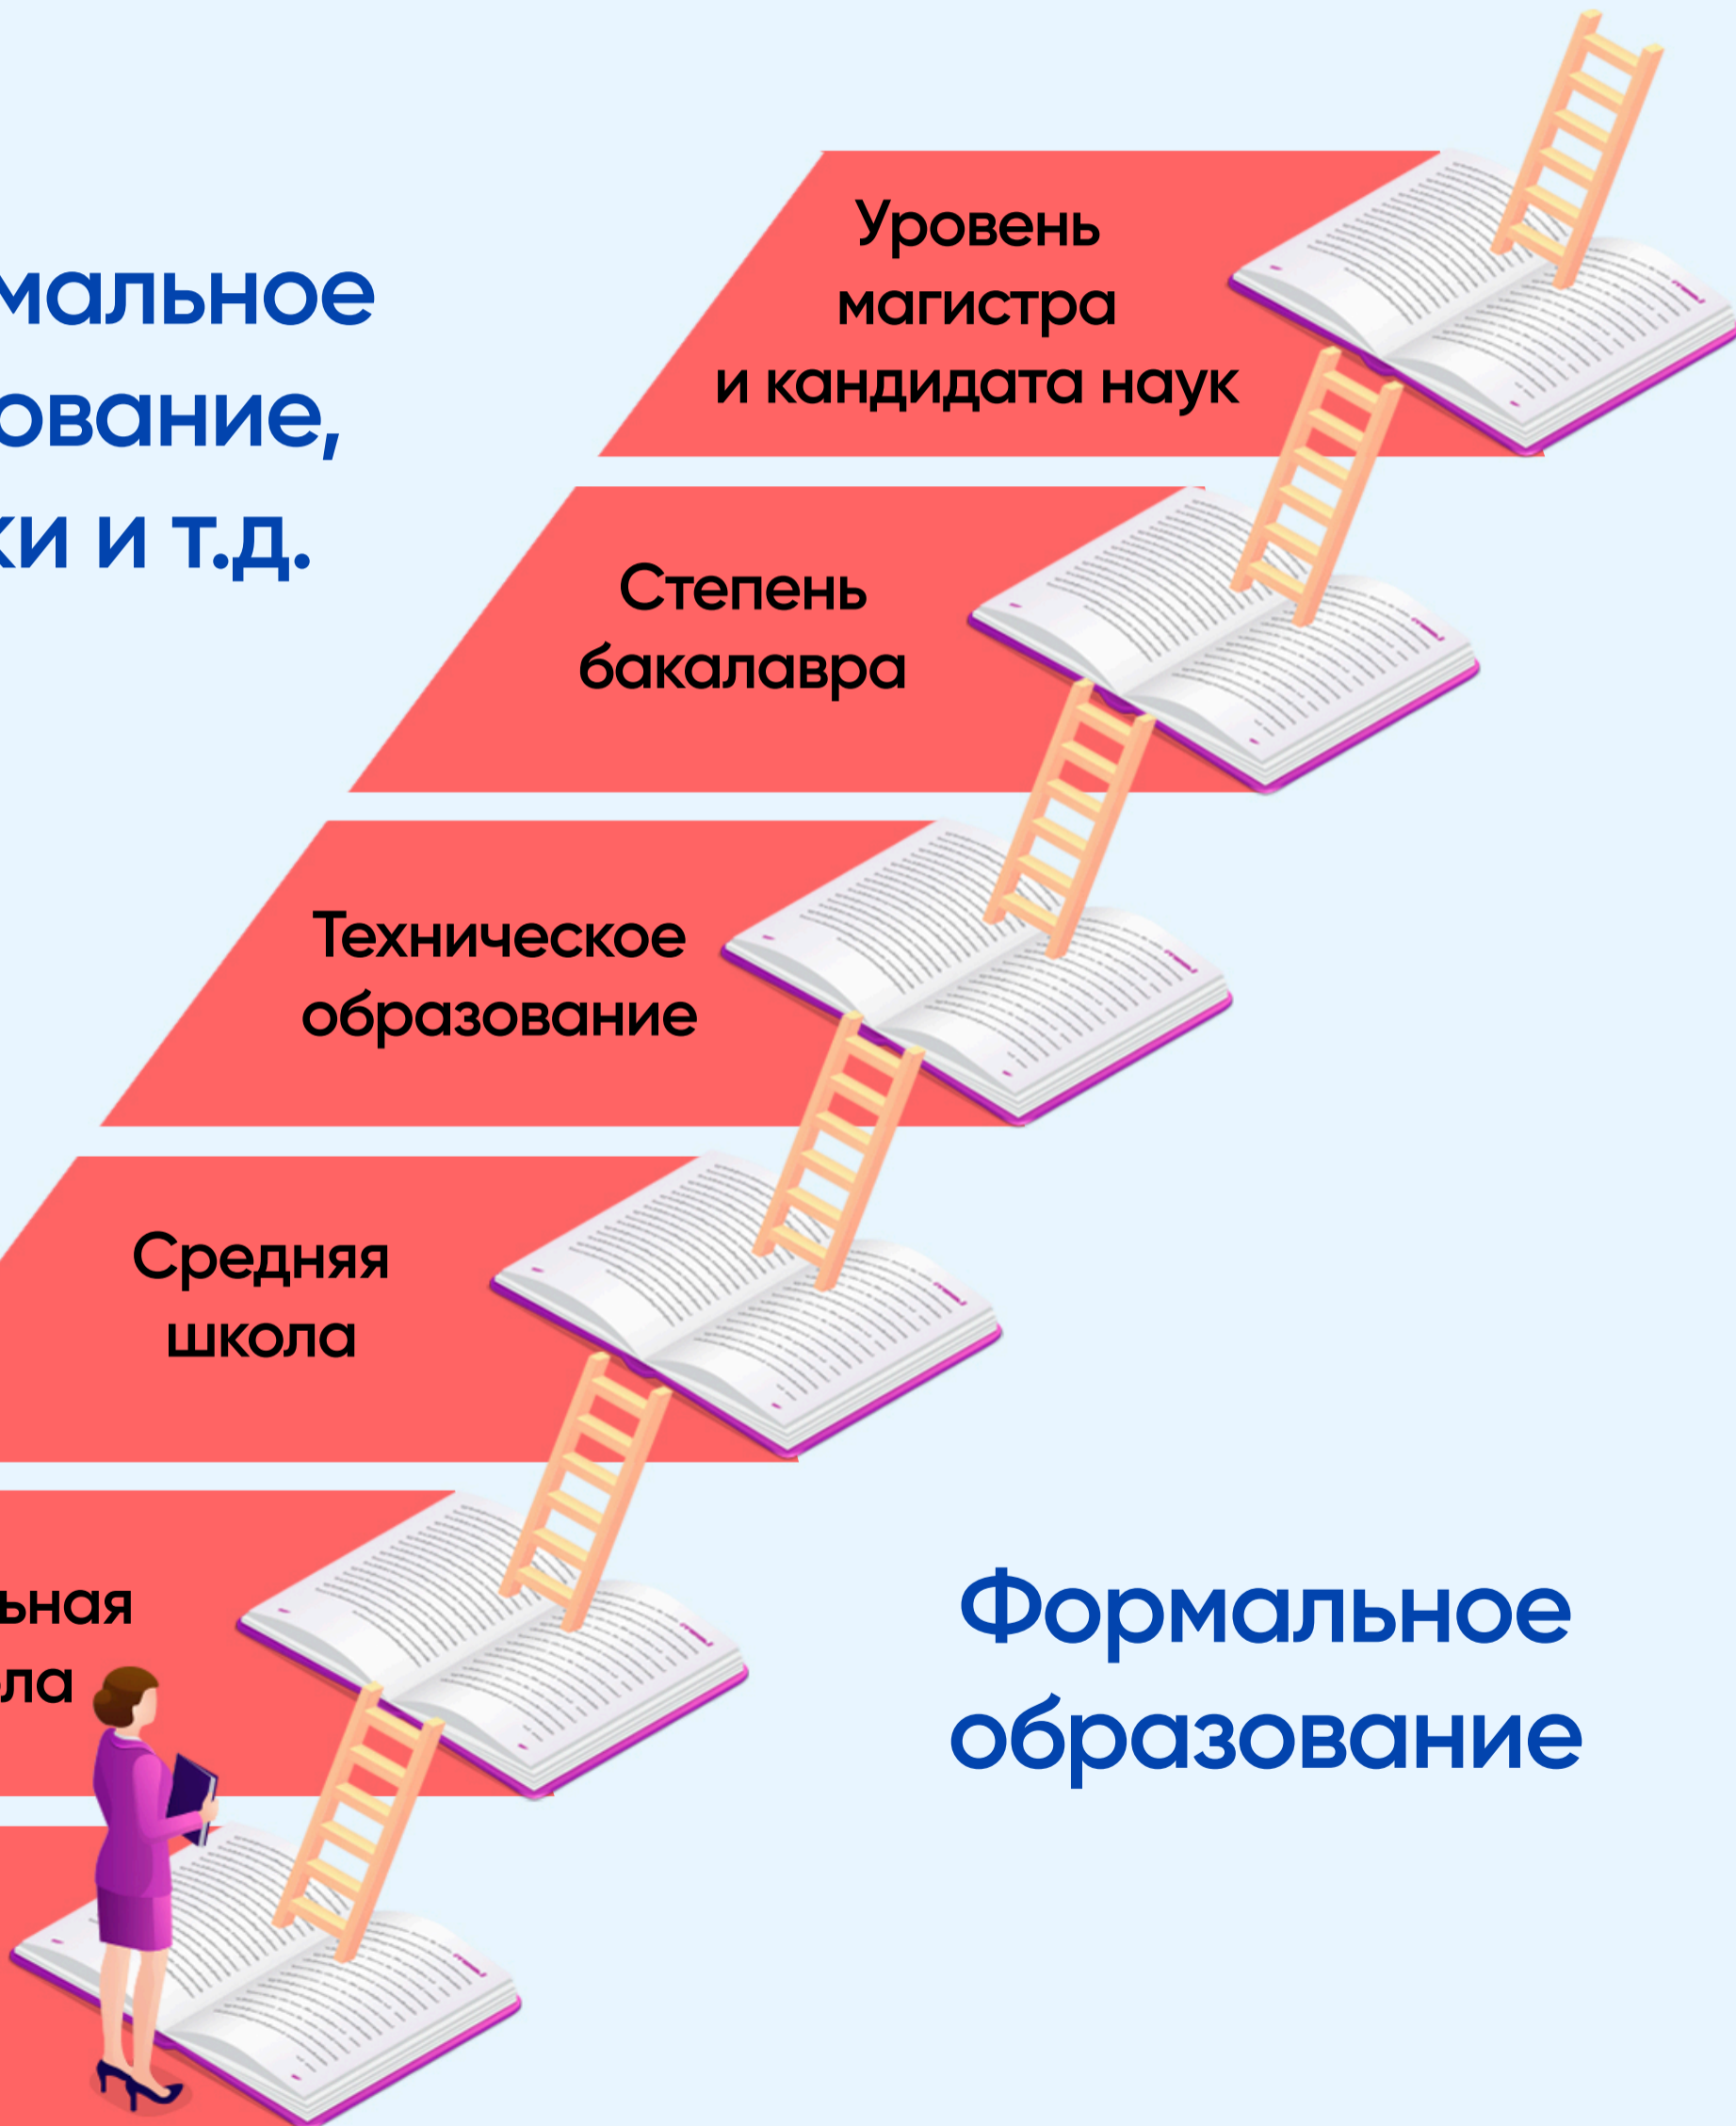 Уровень
магистра
и кандидата наук
мальное
ование,
ки и т.д.
Степень
бакалавра
Техническое
образование
Средняя
школа
ьная
ла
Формальное
образование